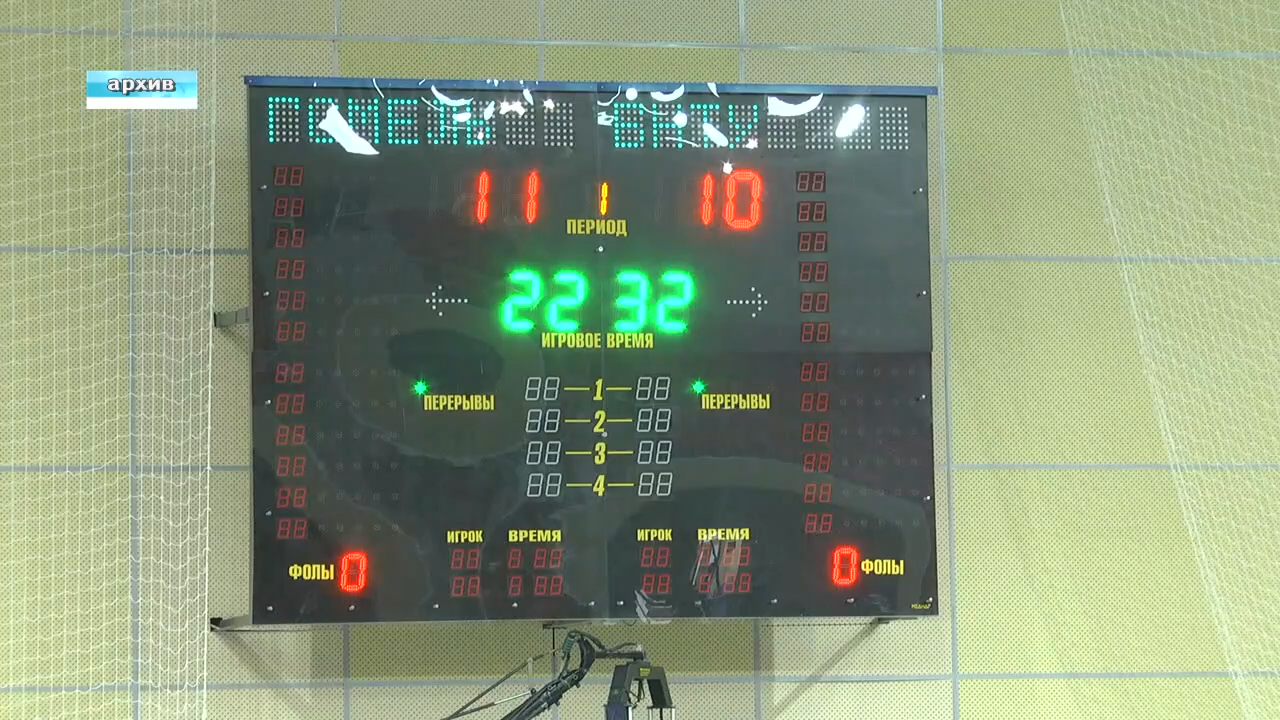 архив
БНТУ
11 1 10
ПЕРИОД
22 32
ИГРОВОЕ ВРЕМЯ
ПЕРЕРЫВЫ 1 ПЕРЕРЫВЫ
2
3
4
ИГРОК ВРЕМЯ ИГРОК ВРЕМЯ
ФОЛЫ 0 0 ФОЛЫ